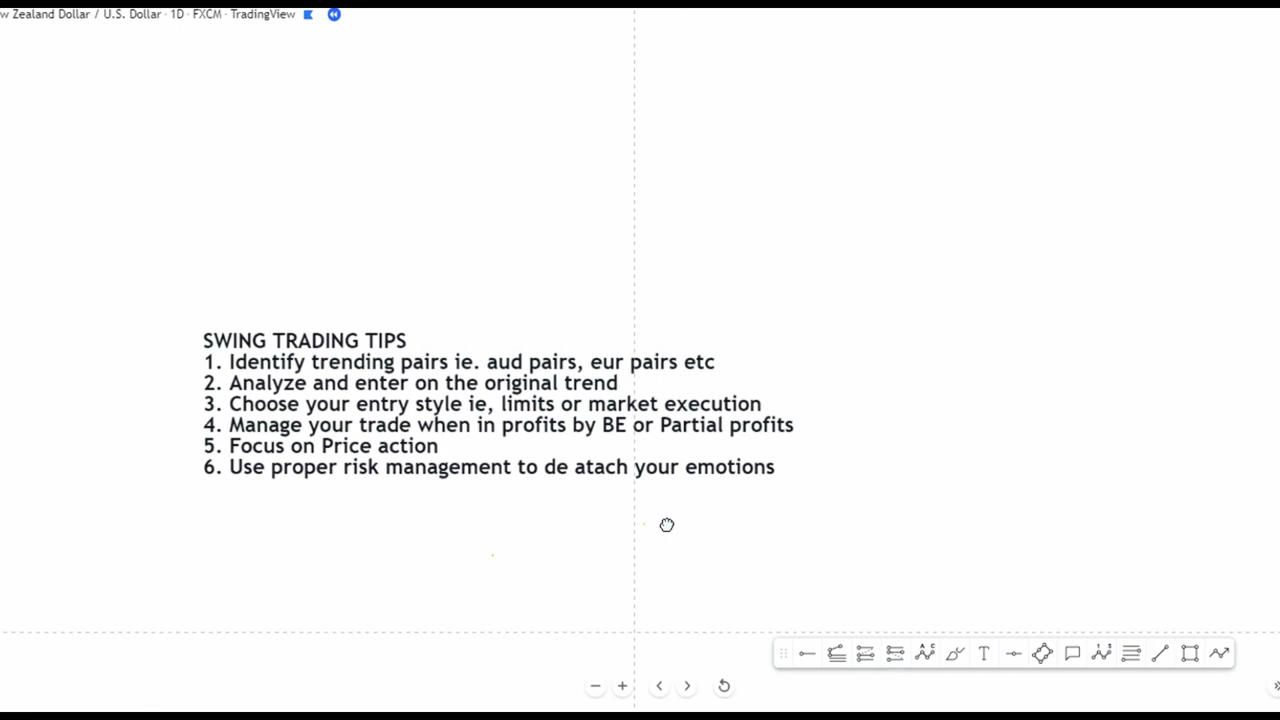 w Zealand Dollar / U.S. Dollar · 1D · FXCM · TradingView
SWING TRADING TIPS
1. Identify trending pairs ie. aud pairs, eur pairs etc
2. Analyze and enter on the original trend
3. Choose your entry style ie, limits or market execution
4. Manage your trade when in profits by BE or Partial profits
5. Focus on Price action
6. Use proper risk management to de atach your emotions